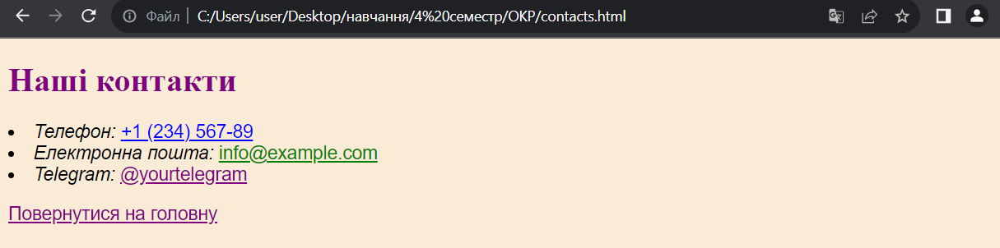 Файл C:/Users/user/Desktop/навчання/4%20семестр/ОКР/contacts.html
Наші контакти
Телефон: +1 (234) 567-89
Електронна пошта: info@example.com
Telegram: @yourtelegram
Повернутися на головну